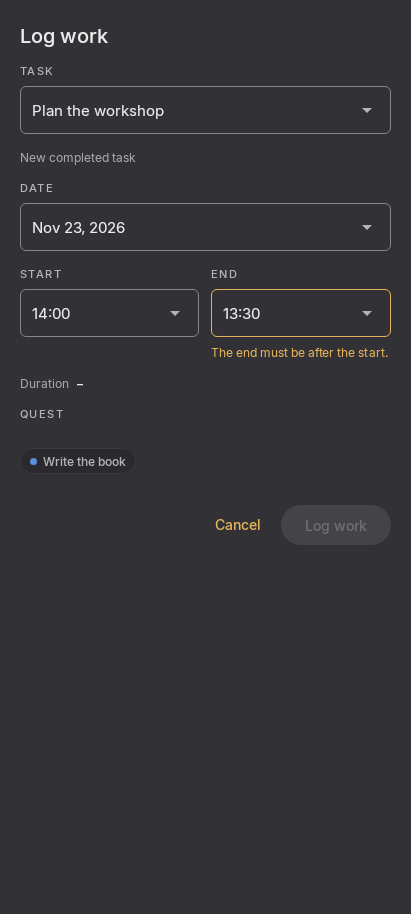 Log work
TASK
Plan the workshop
New completed task
DATE
Nov 23, 2026
START
END
14:00
13:30
The end must be after the start.
Duration –
QUEST
Write the book
Cancel
Log work